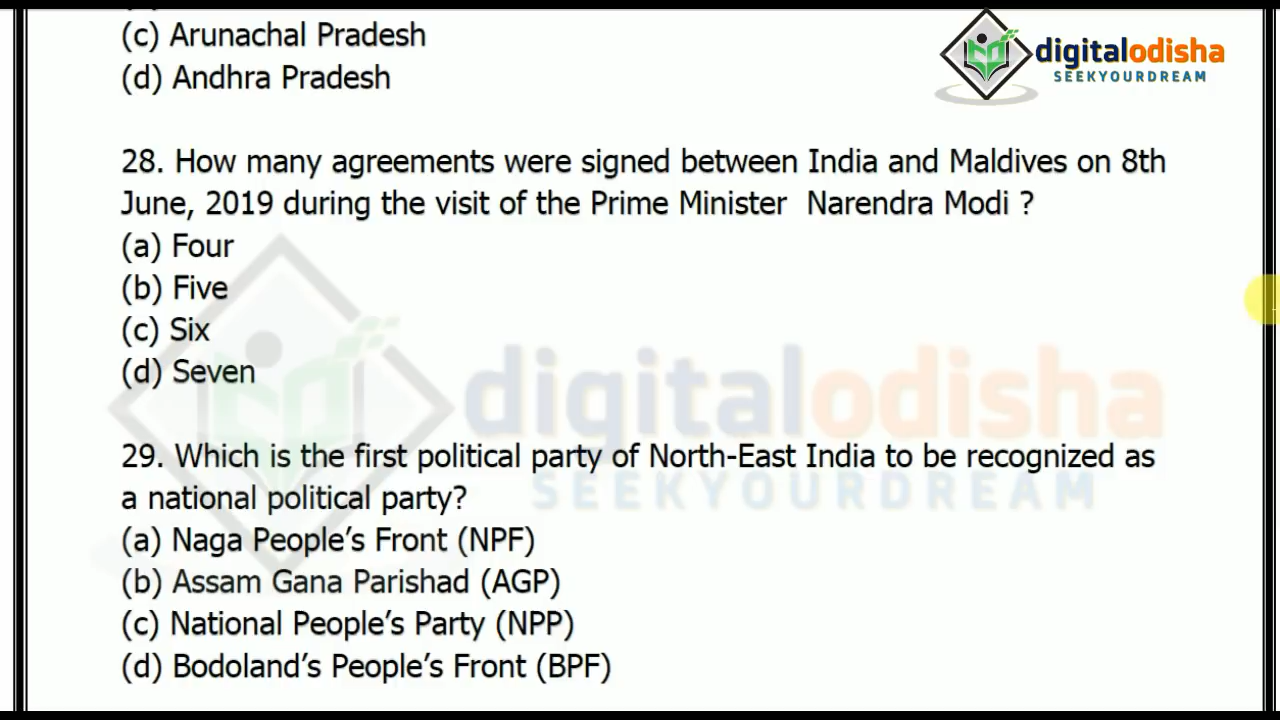 (c) Arunachal Pradesh
(d) Andhra Pradesh
digitalodisha
SEEKYOURDREAM
28. How many agreements were signed between India and Maldives on 8th
June, 2019 during the visit of the Prime Minister Narendra Modi ?
(a) Four
(b) Five
(c) Six
(d) Seven
digitalodisha
SEEKYOURDREAM
29. Which is the first political party of North-East India to be recognized as
a national political party?
(a) Naga People’s Front (NPF)
(b) Assam Gana Parishad (AGP)
(c) National People’s Party (NPP)
(d) Bodoland’s People’s Front (BPF)